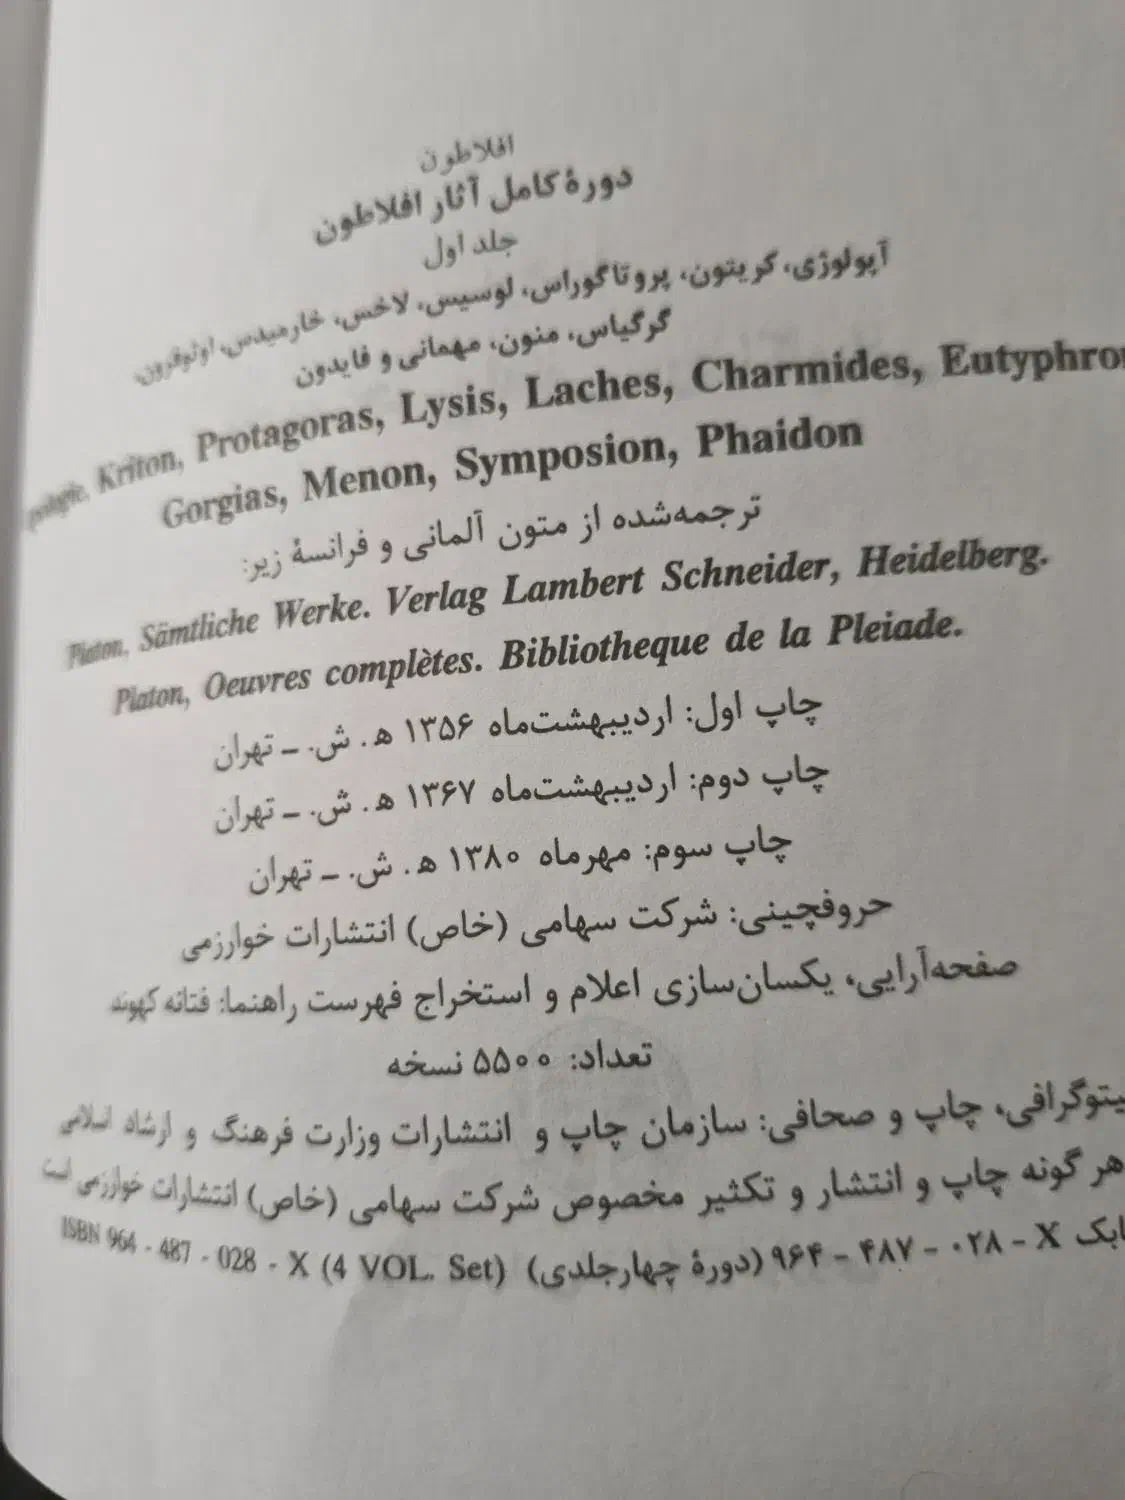 افلاطون
دورهٔ کامل آثار افلاطون
جلد اول
آپولوژی، کریتون، پروتاگوراس، لوسیس، لاخس، خارمیدس، اوثوفرون،
گرگیاس، منون، مهمانی و فایدون
Kriton, Protagoras, Lysis, Laches, Charmides, Eutyphron
Gorgias, Menon, Symposion, Phaidon
ترجمه‌شده از متون آلمانی و فرانسهٔ زیر:
Platon, Sämtliche Werke. Verlag Lambert Schneider, Heidelberg.
Platon, Oeuvres complètes. Bibliotheque de la Pleiade.
چاپ اول: اردیبهشت‌ماه ۱۳۵۶ ه‍. ش. ـ تهران
چاپ دوم: اردیبهشت‌ماه ۱۳۶۷ ه‍. ش. ـ تهران
چاپ سوم: مهرماه ۱۳۸۰ ه‍. ش. ـ تهران
حروفچینی: شرکت سهامی (خاص) انتشارات خوارزمی
صفحه‌آرایی، یکسان‌سازی اعلام و استخراج فهرست راهنما: فتانه کهوند
تعداد: ۵۵۰۰ نسخه
یتوگرافی، چاپ و صحافی: سازمان چاپ و انتشارات وزارت فرهنگ و ارشاد اسلامی
هر گونه چاپ و انتشار و تکثیر مخصوص شرکت سهامی (خاص) انتشارات خوارزمی است
ابک X - ۰۲۸ - ۴۸۷ - ۹۶۴ (دورهٔ چهارجلدی) ISBN 964 - 487 - 028 - X (4 VOL. Set)